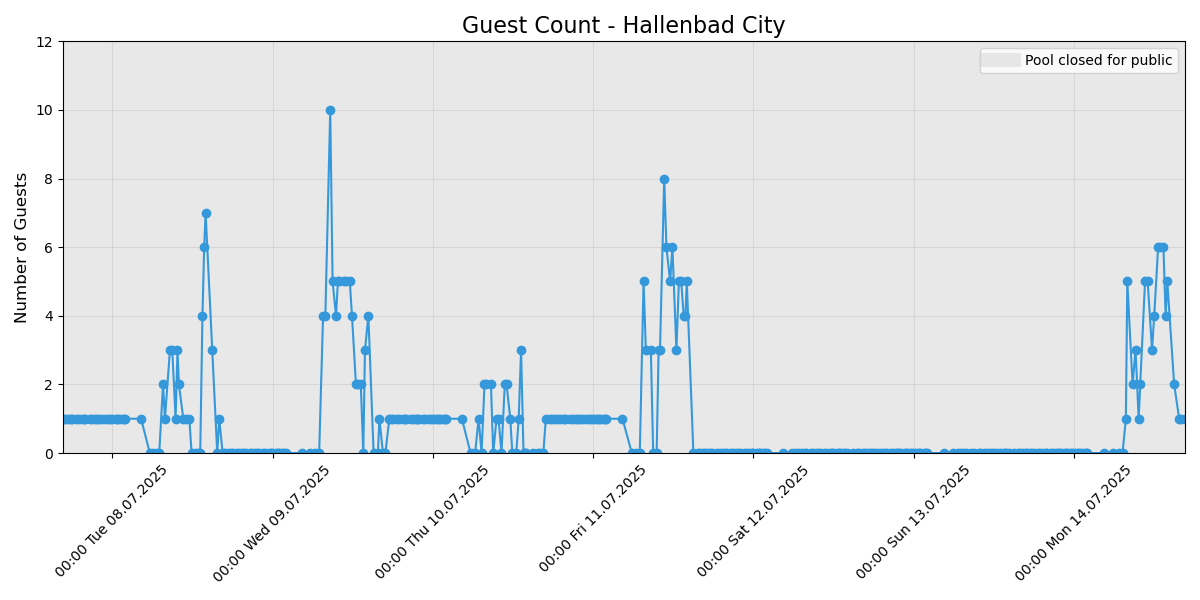 Guest Count - Hallenbad City
Pool closed for public
Number of Guests
12
10
8
6
4
2
0
00:00 Tue 08.07.2025
00:00 Wed 09.07.2025
00:00 Thu 10.07.2025
00:00 Fri 11.07.2025
00:00 Sat 12.07.2025
00:00 Sun 13.07.2025
00:00 Mon 14.07.2025